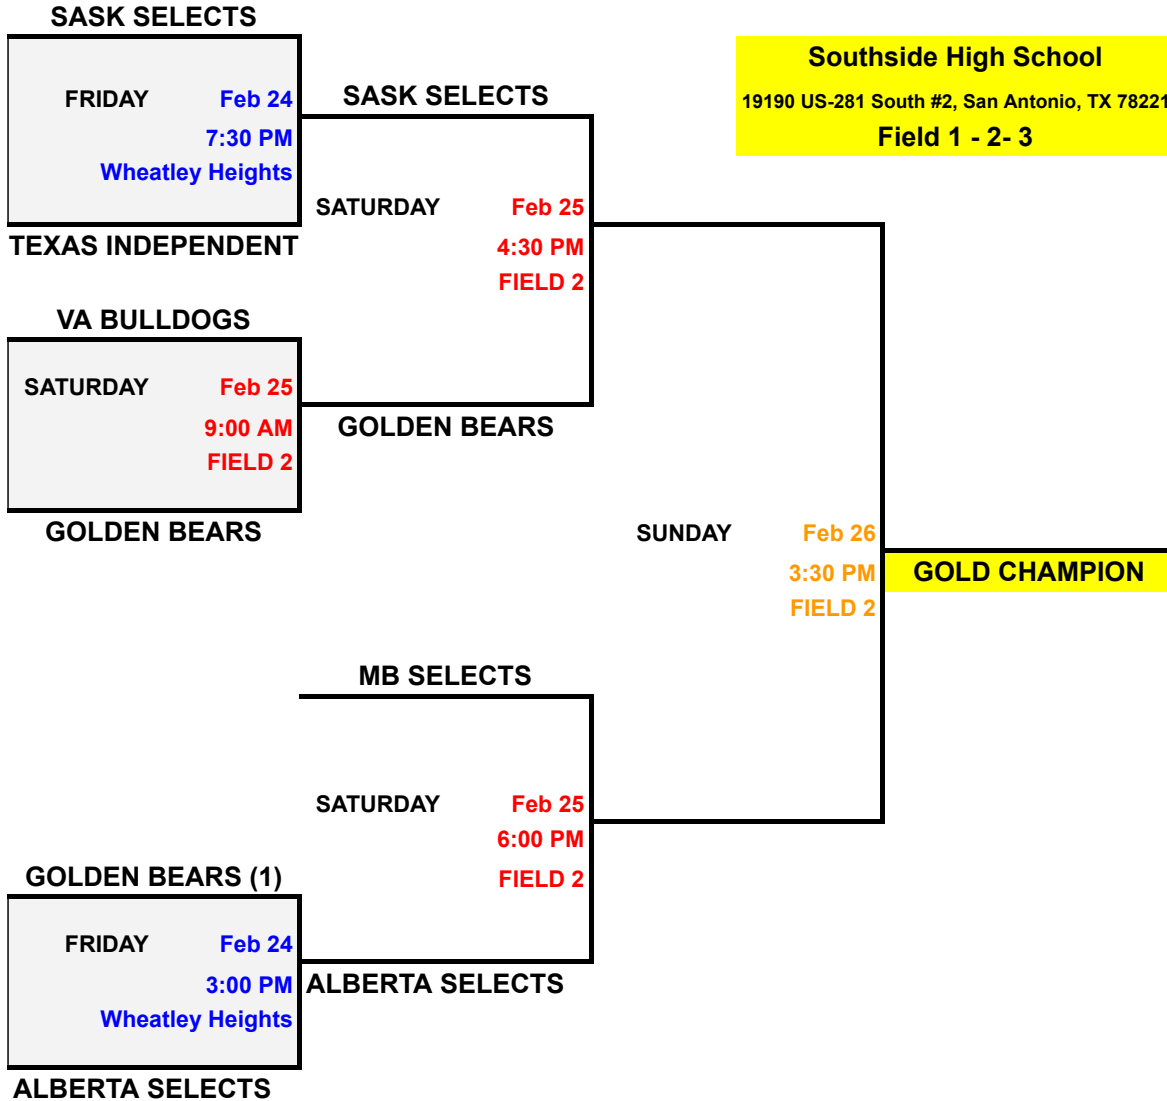 SASK SELECTS
Southside High School
19190 US-281 South #2, San Antonio, TX 78221
Field 1 - 2- 3
FRIDAY Feb 24
7:30 PM
Wheatley Heights
SASK SELECTS
TEXAS INDEPENDENT
SATURDAY Feb 25
4:30 PM
FIELD 2
VA BULLDOGS
SATURDAY Feb 25
9:00 AM
FIELD 2
GOLDEN BEARS
GOLDEN BEARS
SUNDAY Feb 26
3:30 PM
FIELD 2
GOLD CHAMPION
MB SELECTS
SATURDAY Feb 25
6:00 PM
FIELD 2
GOLDEN BEARS (1)
FRIDAY Feb 24
3:00 PM
Wheatley Heights
ALBERTA SELECTS
ALBERTA SELECTS